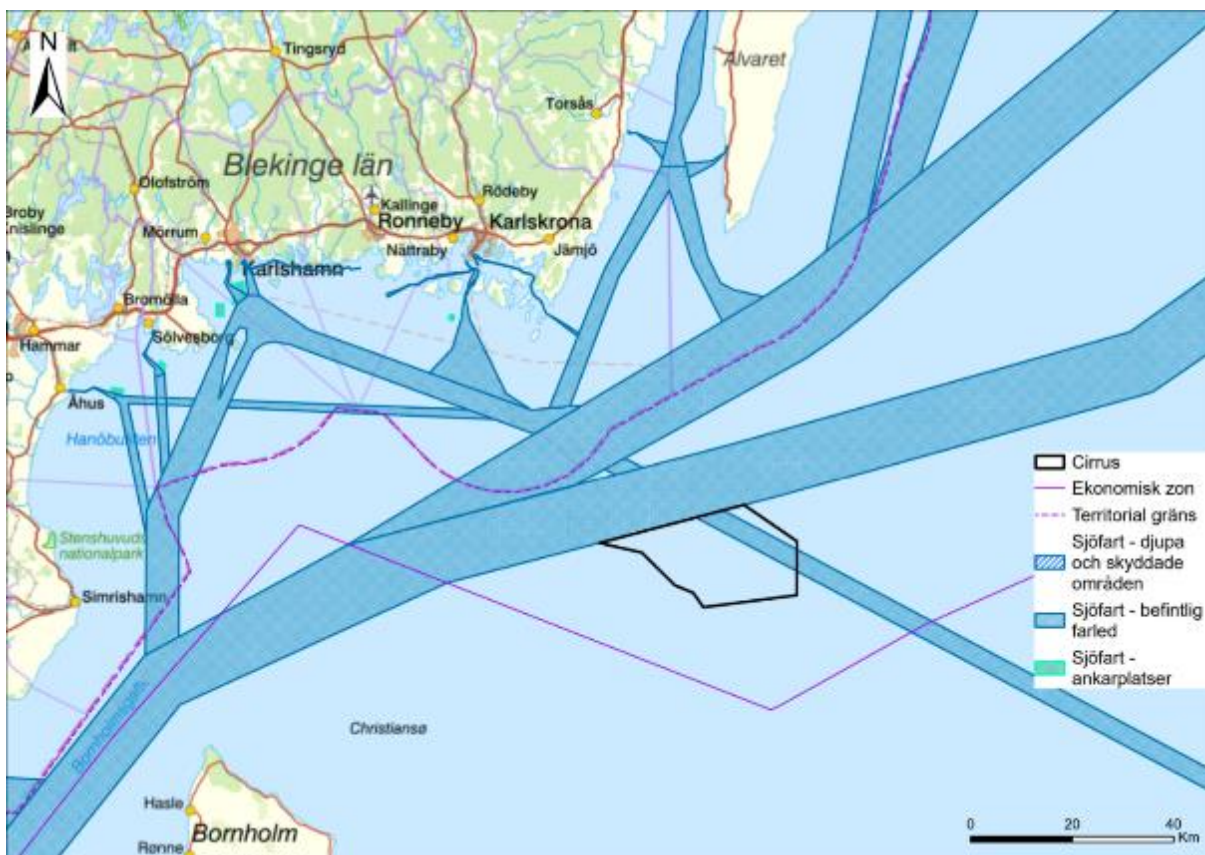 N
Tingsryd
Alvaret
Torsås
Blekinge län
Olofström
Kallinge
Rödeby
Broby
Ronneby
Karlskrona
Mörrum
Nättraby
Jämjö
Karlshamn
Bromölla
Sölvesborg
Hammar
Åhus
Hanöbukten
Cirrus
Ekonomisk zon
Territorial gräns
Sjöfart - djupa
och skyddade
områden
Stenshuvuds
nationalpark
Simrishamn
Sjöfart - befintlig
farled
Sjöfart -
ankarplatser
Bornholmsgatt
Christiansø
Hasle
Bornholm
Rønne
0 20 40
Km